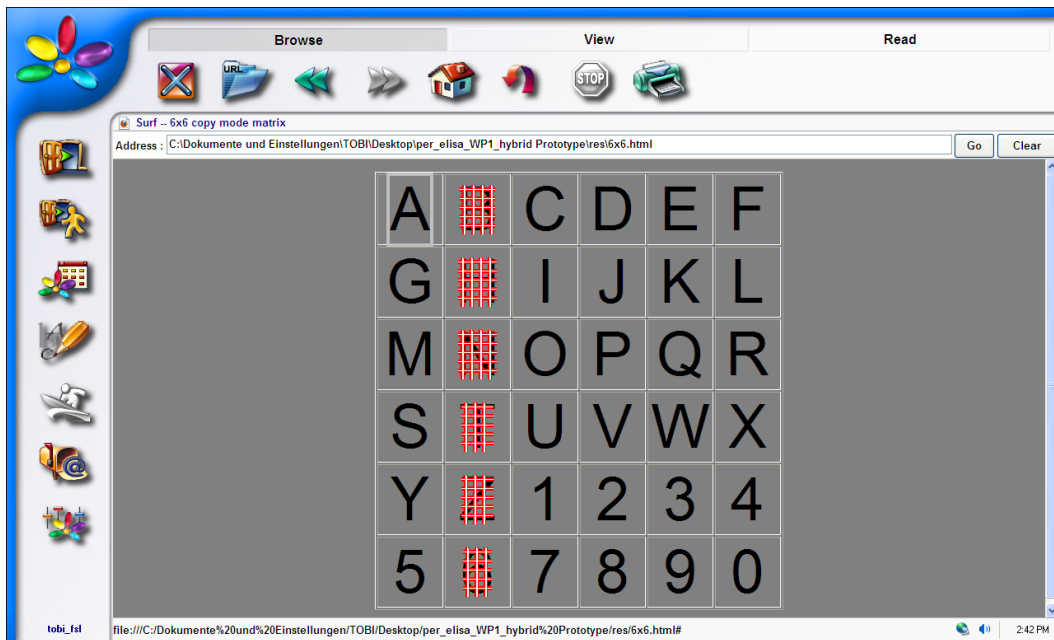 Browse View Read
URL STOP
Surf -- 6x6 copy mode matrix
Address : C:\Dokumente und Einstellungen\TOBI\Desktop\per_elisa_WP1_hybrid Prototype\res\6x6.html Go Clear
A C D E F
G I J K L
M O P Q R
S U V W X
Y 1 2 3 4
5 7 8 9 0
tobi_fsl file:///C:/Dokumente%20und%20Einstellungen/TOBI/Desktop/per_elisa_WP1_hybrid%20Prototype/res/6x6.html# 2:42 PM